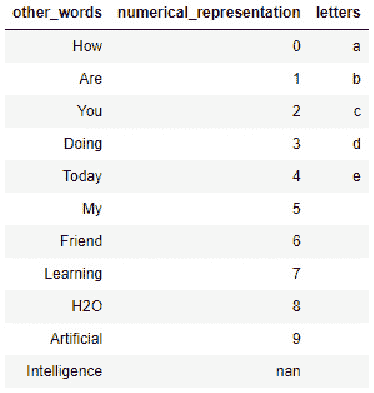 other_words numerical_representation letters
How 0 a
Are 1 b
You 2 c
Doing 3 d
Today 4 e
My 5
Friend 6
Learning 7
H2O 8
Artificial 9
Intelligence nan